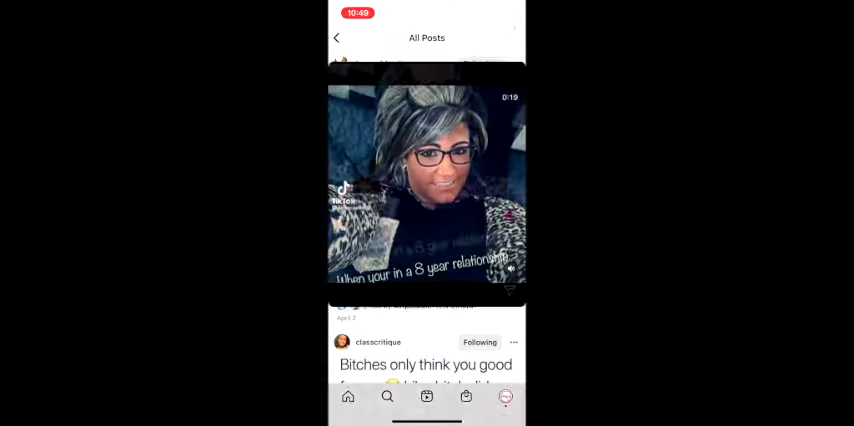 10:49
All Posts
0:19
TikTok
When your in a 8 year relationship
April 2
classcritique
Following
Bitches only think you good